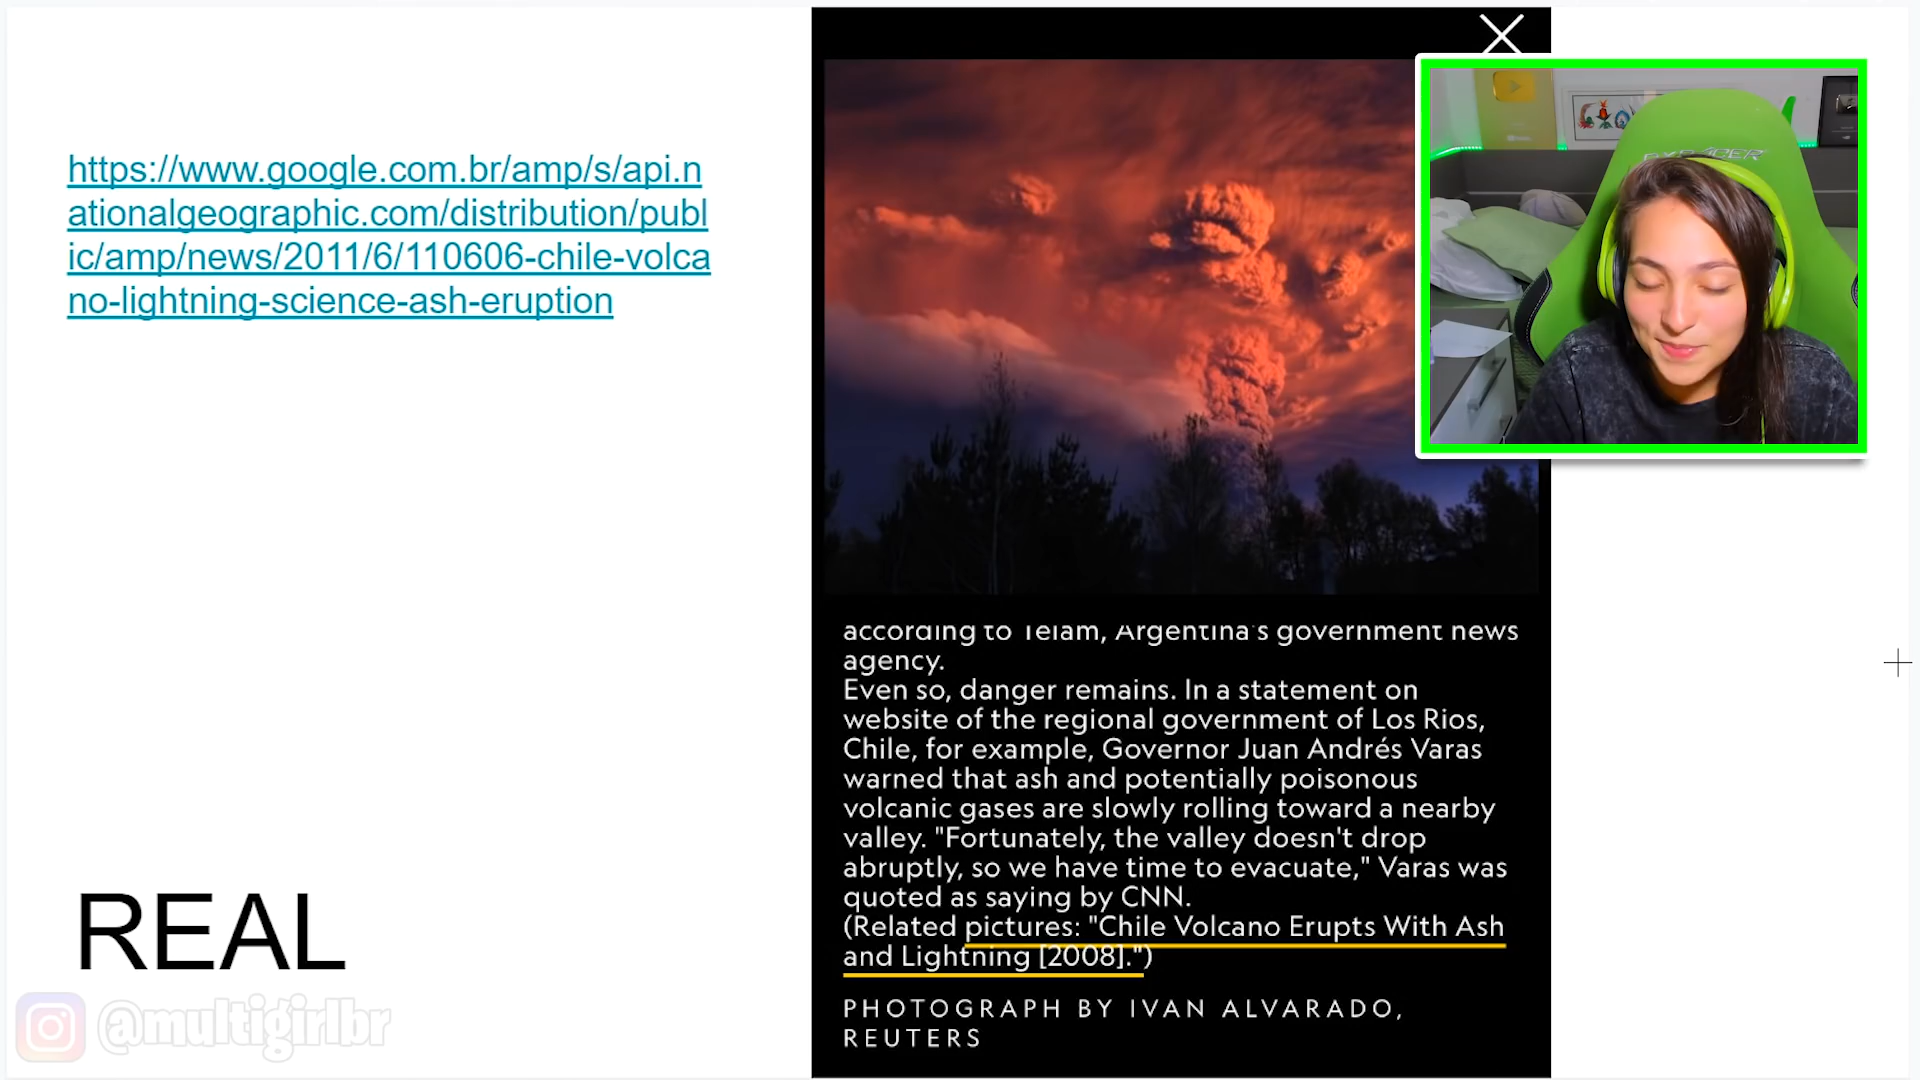 https://www.google.com.br/amp/s/api.n
ationalgeographic.com/distribution/publ
ic/amp/news/2011/6/110606-chile-volca
no-lightning-science-ash-eruption
REAL
@multigirlbr
according to Telam, Argentina's government news
agency.
Even so, danger remains. In a statement on
website of the regional government of Los Rios,
Chile, for example, Governor Juan Andrés Varas
warned that ash and potentially poisonous
volcanic gases are slowly rolling toward a nearby
valley. "Fortunately, the valley doesn't drop
abruptly, so we have time to evacuate," Varas was
quoted as saying by CNN.
(Related pictures: "Chile Volcano Erupts With Ash
and Lightning [2008].")
PHOTOGRAPH BY IVAN ALVARADO,
REUTERS